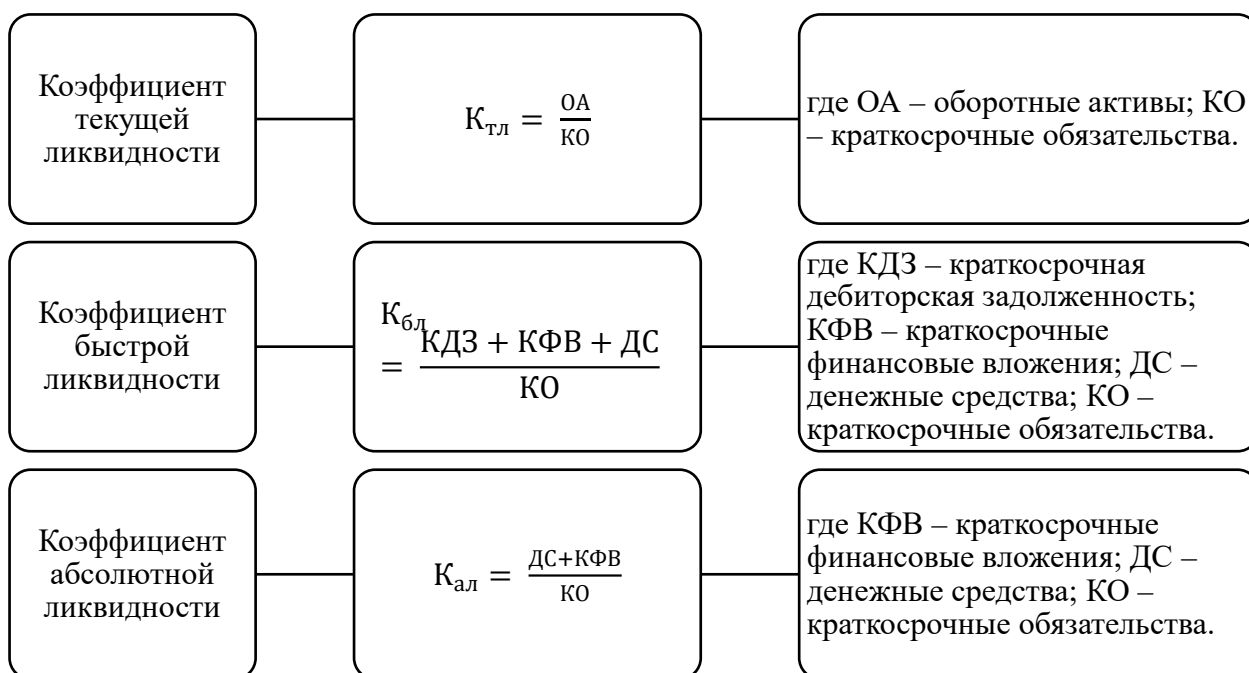 Коэффициент
текущей
ликвидности
К_тл = ОА/КО
где ОА – оборотные активы; КО
– краткосрочные обязательства.
Коэффициент
быстрой
ликвидности
К_бл
= (КДЗ + КФВ + ДС)/КО
где КДЗ – краткосрочная
дебиторская задолженность;
КФВ – краткосрочные
финансовые вложения; ДС –
денежные средства; КО –
краткосрочные обязательства.
Коэффициент
абсолютной
ликвидности
К_ал = (ДС+КФВ)/КО
где КФВ – краткосрочные
финансовые вложения; ДС –
денежные средства; КО –
краткосрочные обязательства.